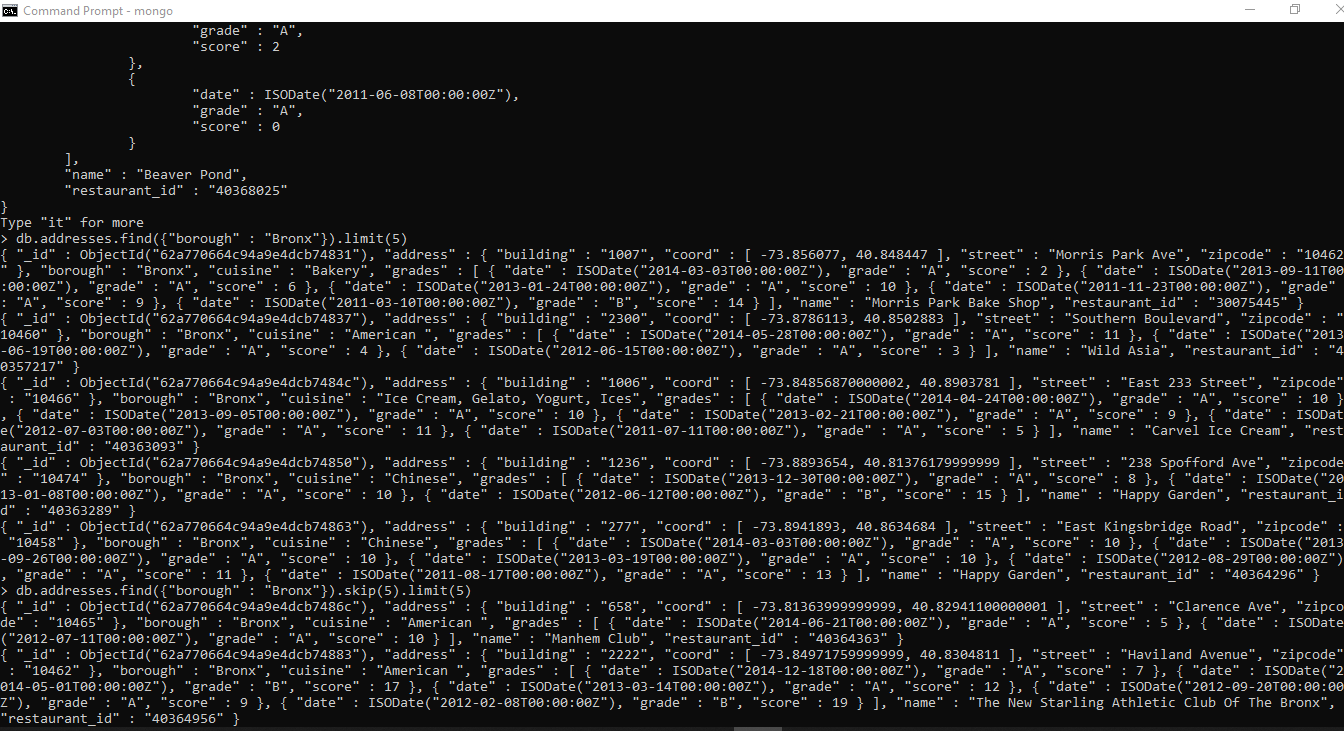 Command Prompt - mongo
"grade" : "A",
"score" : 2
},
{
"date" : ISODate("2011-06-08T00:00:00Z"),
"grade" : "A",
"score" : 0
}
],
"name" : "Beaver Pond",
"restaurant_id" : "40368025"
}
Type "it" for more
> db.addresses.find({"borough" : "Bronx"}).limit(5)
{ "_id" : ObjectId("62a770664c94a9e4dcb74831"), "address" : { "building" : "1007", "coord" : [ -73.856077, 40.848447 ], "street" : "Morris Park Ave", "zipcode" : "10462
" }, "borough" : "Bronx", "cuisine" : "Bakery", "grades" : [ { "date" : ISODate("2014-03-03T00:00:00Z"), "grade" : "A", "score" : 2 }, { "date" : ISODate("2013-09-11T00
:00:00Z"), "grade" : "A", "score" : 6 }, { "date" : ISODate("2013-01-24T00:00:00Z"), "grade" : "A", "score" : 10 }, { "date" : ISODate("2011-11-23T00:00:00Z"), "grade"
: "A", "score" : 9 }, { "date" : ISODate("2011-03-10T00:00:00Z"), "grade" : "B", "score" : 14 } ], "name" : "Morris Park Bake Shop", "restaurant_id" : "30075445" }
{ "_id" : ObjectId("62a770664c94a9e4dcb74837"), "address" : { "building" : "2300", "coord" : [ -73.8786113, 40.8502883 ], "street" : "Southern Boulevard", "zipcode" : "
10460" }, "borough" : "Bronx", "cuisine" : "American ", "grades" : [ { "date" : ISODate("2014-05-28T00:00:00Z"), "grade" : "A", "score" : 11 }, { "date" : ISODate("2013
-06-19T00:00:00Z"), "grade" : "A", "score" : 4 }, { "date" : ISODate("2012-06-15T00:00:00Z"), "grade" : "A", "score" : 3 } ], "name" : "Wild Asia", "restaurant_id" : "4
0357217" }
{ "_id" : ObjectId("62a770664c94a9e4dcb7484c"), "address" : { "building" : "1006", "coord" : [ -73.84856870000002, 40.8903781 ], "street" : "East 233 Street", "zipcode"
: "10466" }, "borough" : "Bronx", "cuisine" : "Ice Cream, Gelato, Yogurt, Ices", "grades" : [ { "date" : ISODate("2014-04-24T00:00:00Z"), "grade" : "A", "score" : 10 }
, { "date" : ISODate("2013-09-05T00:00:00Z"), "grade" : "A", "score" : 10 }, { "date" : ISODate("2013-02-21T00:00:00Z"), "grade" : "A", "score" : 9 }, { "date" : ISODat
e("2012-07-03T00:00:00Z"), "grade" : "A", "score" : 11 }, { "date" : ISODate("2011-07-11T00:00:00Z"), "grade" : "A", "score" : 5 } ], "name" : "Carvel Ice Cream", "rest
aurant_id" : "40363093" }
{ "_id" : ObjectId("62a770664c94a9e4dcb74850"), "address" : { "building" : "1236", "coord" : [ -73.8893654, 40.81376179999999 ], "street" : "238 Spofford Ave", "zipcode
" : "10474" }, "borough" : "Bronx", "cuisine" : "Chinese", "grades" : [ { "date" : ISODate("2013-12-30T00:00:00Z"), "grade" : "A", "score" : 8 }, { "date" : ISODate("20
13-01-08T00:00:00Z"), "grade" : "A", "score" : 10 }, { "date" : ISODate("2012-06-12T00:00:00Z"), "grade" : "B", "score" : 15 } ], "name" : "Happy Garden", "restaurant_i
d" : "40363289" }
{ "_id" : ObjectId("62a770664c94a9e4dcb74863"), "address" : { "building" : "277", "coord" : [ -73.8941893, 40.8634684 ], "street" : "East Kingsbridge Road", "zipcode" :
"10458" }, "borough" : "Bronx", "cuisine" : "Chinese", "grades" : [ { "date" : ISODate("2014-03-03T00:00:00Z"), "grade" : "A", "score" : 10 }, { "date" : ISODate("2013
-09-26T00:00:00Z"), "grade" : "A", "score" : 10 }, { "date" : ISODate("2013-03-19T00:00:00Z"), "grade" : "A", "score" : 10 }, { "date" : ISODate("2012-08-29T00:00:00Z")
, "grade" : "A", "score" : 11 }, { "date" : ISODate("2011-08-17T00:00:00Z"), "grade" : "A", "score" : 13 } ], "name" : "Happy Garden", "restaurant_id" : "40364296" }
> db.addresses.find({"borough" : "Bronx"}).skip(5).limit(5)
{ "_id" : ObjectId("62a770664c94a9e4dcb7486c"), "address" : { "building" : "658", "coord" : [ -73.81363999999999, 40.82941100000001 ], "street" : "Clarence Ave", "zipco
de" : "10465" }, "borough" : "Bronx", "cuisine" : "American ", "grades" : [ { "date" : ISODate("2014-06-21T00:00:00Z"), "grade" : "A", "score" : 5 }, { "date" : ISODate
("2012-07-11T00:00:00Z"), "grade" : "A", "score" : 10 } ], "name" : "Manhem Club", "restaurant_id" : "40364363" }
{ "_id" : ObjectId("62a770664c94a9e4dcb74883"), "address" : { "building" : "2222", "coord" : [ -73.84971759999999, 40.8304811 ], "street" : "Haviland Avenue", "zipcode"
: "10462" }, "borough" : "Bronx", "cuisine" : "American ", "grades" : [ { "date" : ISODate("2014-12-18T00:00:00Z"), "grade" : "A", "score" : 7 }, { "date" : ISODate("2
014-05-01T00:00:00Z"), "grade" : "B", "score" : 17 }, { "date" : ISODate("2013-03-14T00:00:00Z"), "grade" : "A", "score" : 12 }, { "date" : ISODate("2012-09-20T00:00:00
Z"), "grade" : "A", "score" : 9 }, { "date" : ISODate("2012-02-08T00:00:00Z"), "grade" : "B", "score" : 19 } ], "name" : "The New Starling Athletic Club Of The Bronx",
"restaurant_id" : "40364956" }